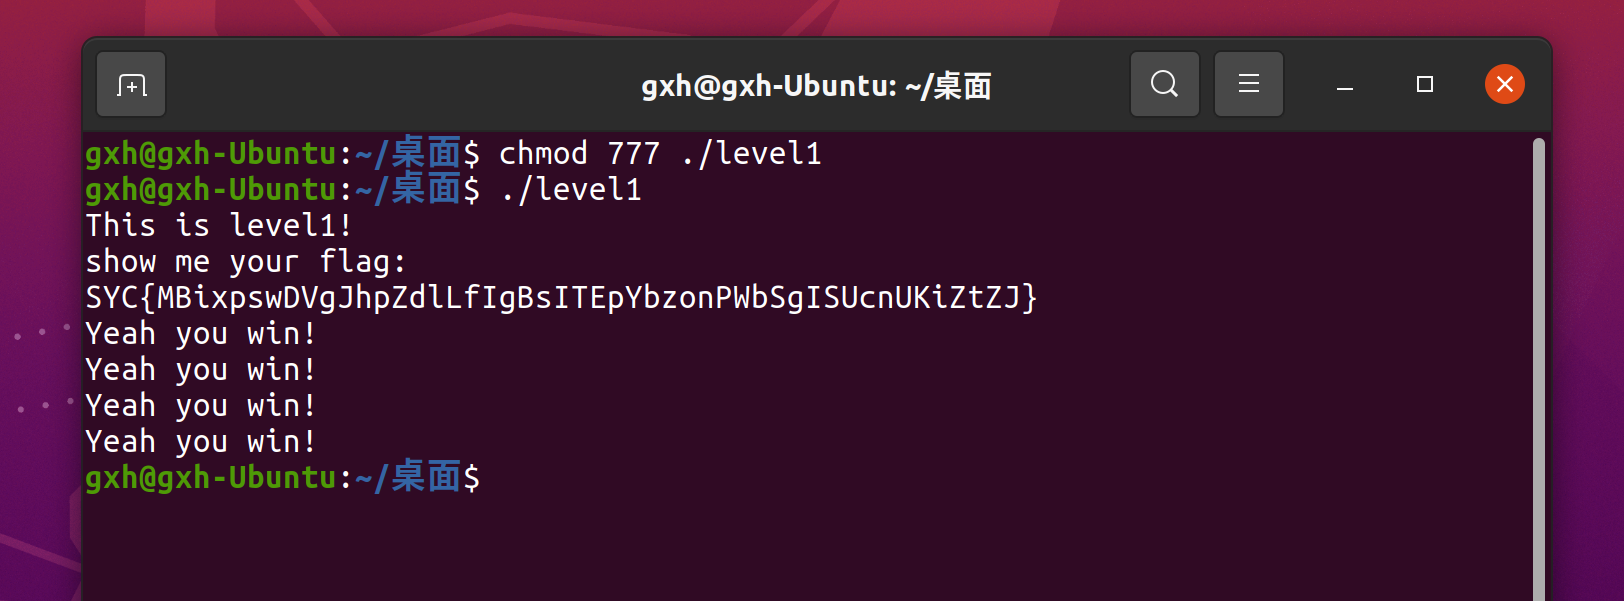 gxh@gxh-Ubuntu: ~/桌面
gxh@gxh-Ubuntu:~/桌面$ chmod 777 ./level1
gxh@gxh-Ubuntu:~/桌面$ ./level1
This is level1!
show me your flag:
SYC{MBixpswDVgJhpZdlLfIgBsITEpYbzonPWbSgISUcnUKiZtZJ}
Yeah you win!
Yeah you win!
Yeah you win!
Yeah you win!
gxh@gxh-Ubuntu:~/桌面$